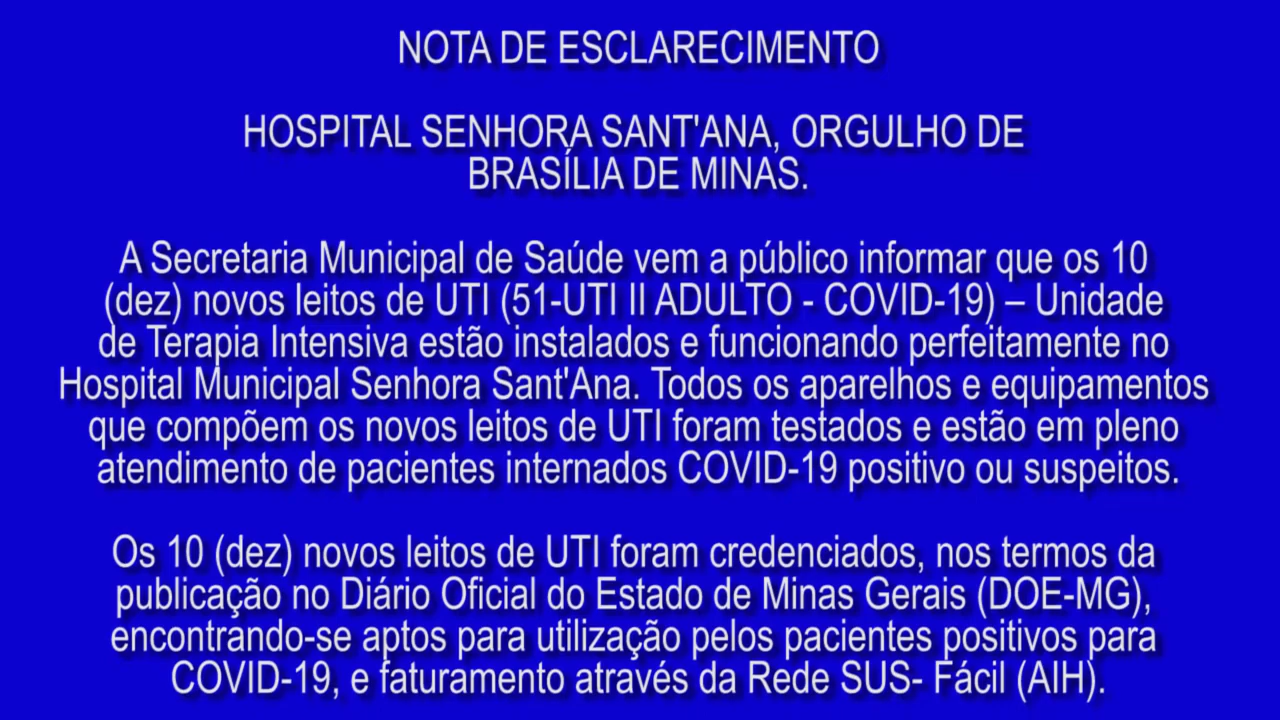 NOTA DE ESCLARECIMENTO
HOSPITAL SENHORA SANT'ANA, ORGULHO DE
BRASÍLIA DE MINAS.
A Secretaria Municipal de Saúde vem a público informar que os 10
(dez) novos leitos de UTI (51-UTI II ADULTO - COVID-19) – Unidade
de Terapia Intensiva estão instalados e funcionando perfeitamente no
Hospital Municipal Senhora Sant'Ana. Todos os aparelhos e equipamentos
que compõem os novos leitos de UTI foram testados e estão em pleno
atendimento de pacientes internados COVID-19 positivo ou suspeitos.
Os 10 (dez) novos leitos de UTI foram credenciados, nos termos da
publicação no Diário Oficial do Estado de Minas Gerais (DOE-MG),
encontrando-se aptos para utilização pelos pacientes positivos para
COVID-19, e faturamento através da Rede SUS- Fácil (AIH).